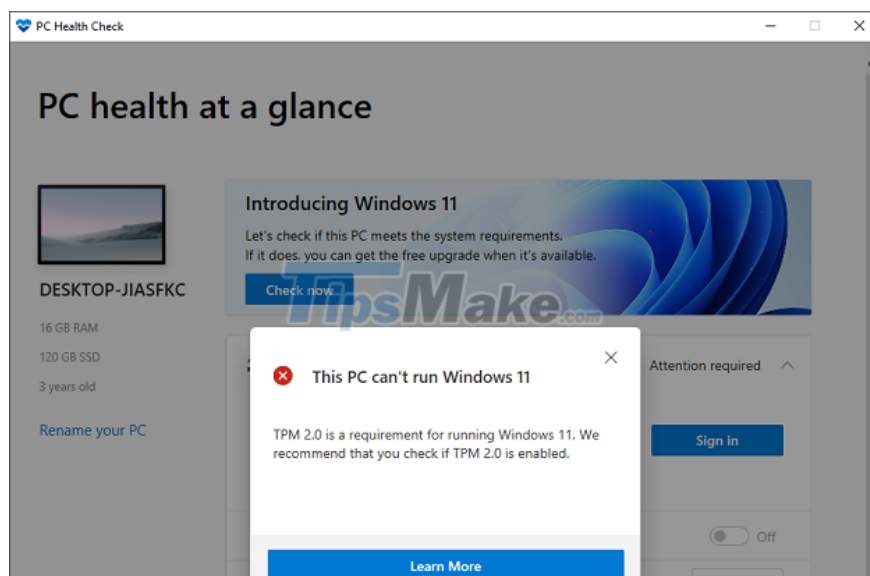 PC Health Check
PC health at a glance
Introducing Windows 11
Let's check if this PC meets the system requirements.
If it does, you can get the free upgrade when it's available.
Check now
TipsMake.com
DESKTOP-JIASFKC
16 GB RAM
120 GB SSD
3 years old
Rename your PC
Attention required
This PC can't run Windows 11
TPM 2.0 is a requirement for running Windows 11. We
recommend that you check if TPM 2.0 is enabled.
Sign in
Off
Learn More